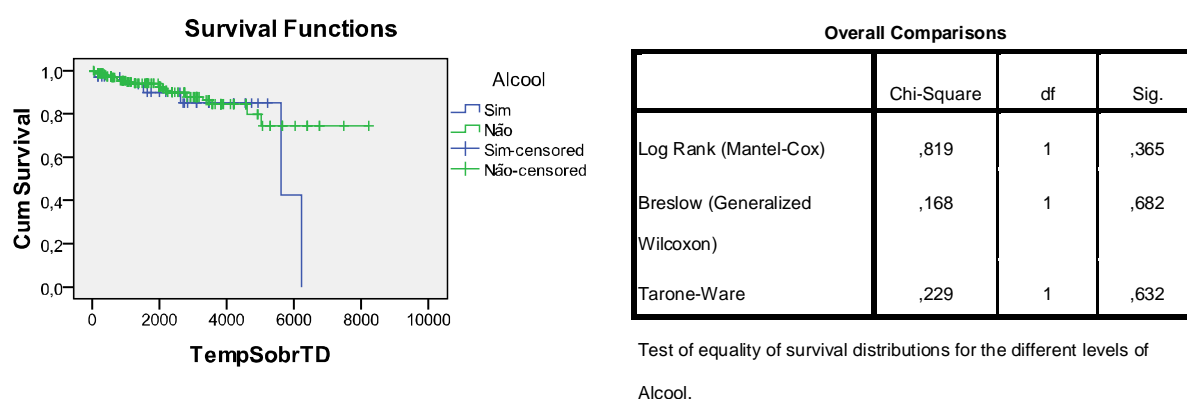 Survival Functions
Cum Survival
1,0
0,8
0,6
0,4
0,2
0,0
0 2000 4000 6000 8000 10000
TempSobrTD
Alcool
Sim
Não
Sim-censored
Não-censored
Overall Comparisons
Chi-Square df Sig.
Log Rank (Mantel-Cox) ,819 1 ,365
Breslow (Generalized ,168 1 ,682
Wilcoxon)
Tarone-Ware ,229 1 ,632
Test of equality of survival distributions for the different levels of
Alcool.